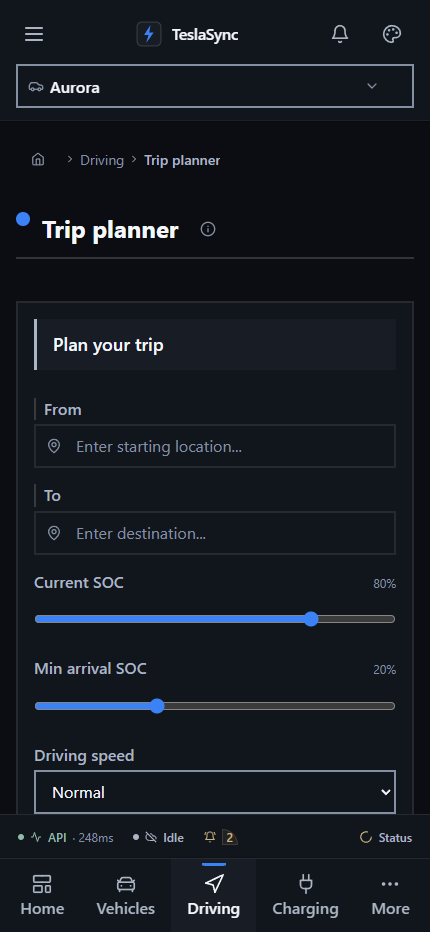 TeslaSync
Aurora
Driving
Trip planner
Trip planner
Plan your trip
From
Enter starting location...
To
Enter destination...
Current SOC 80%
Min arrival SOC 20%
Driving speed
Normal
API · 248ms Idle 2 Status
Home Vehicles Driving Charging More